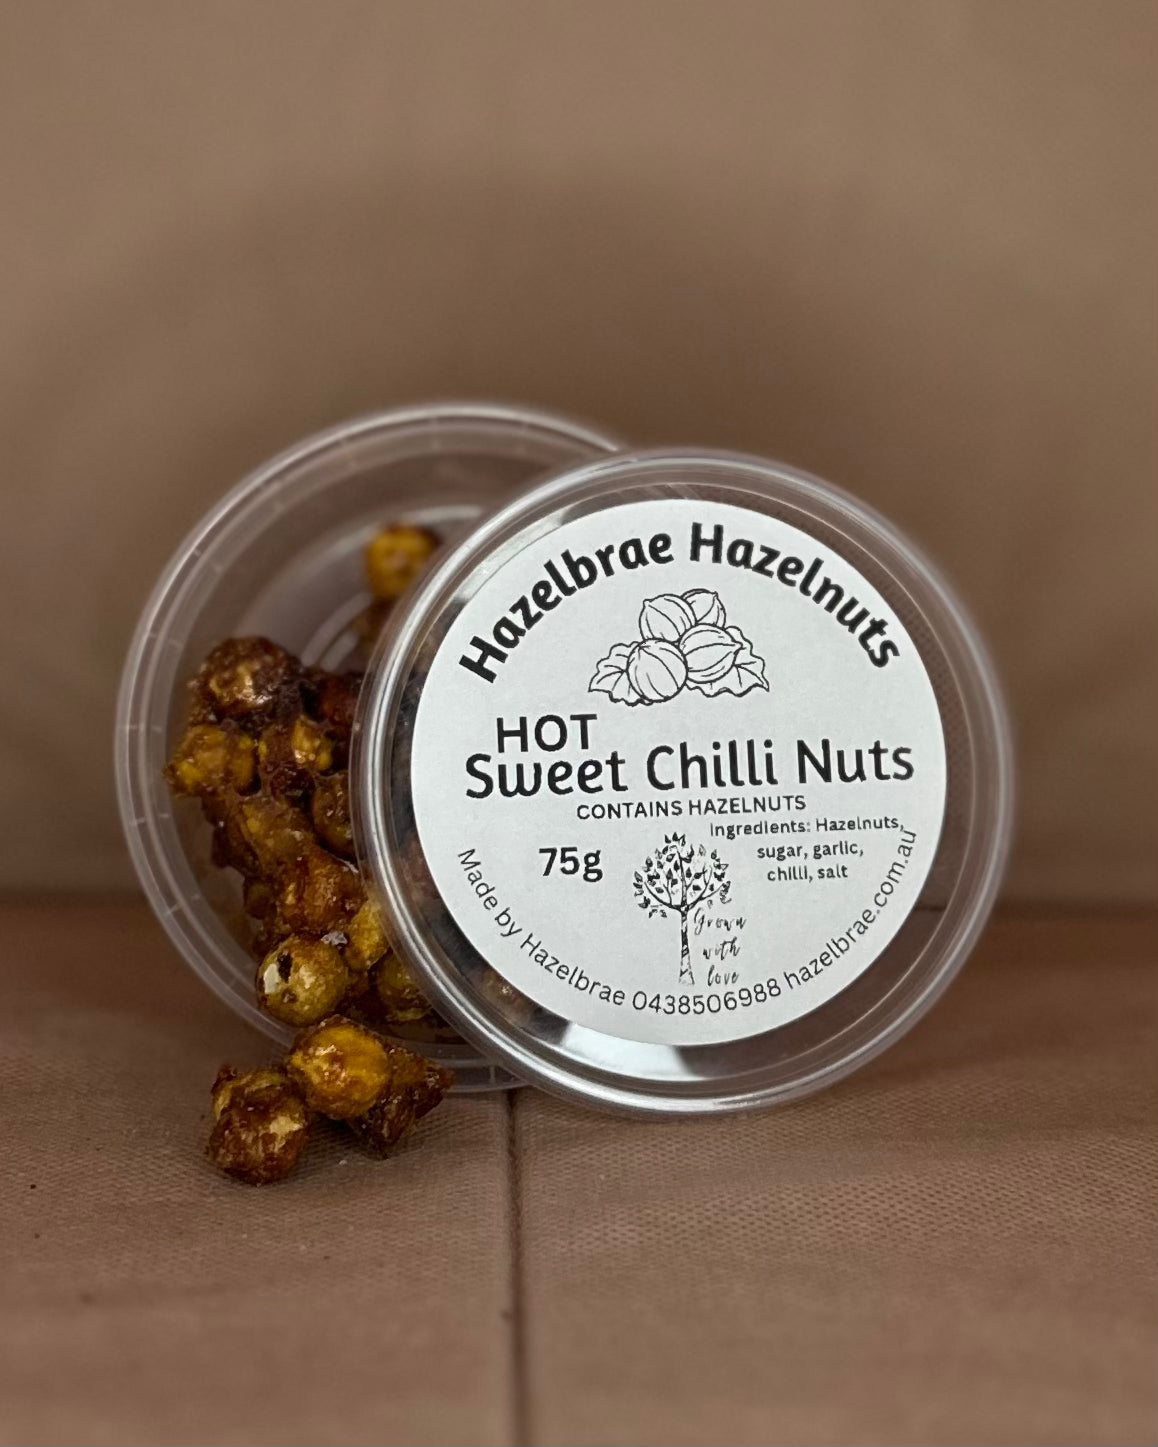 Hazelbrae Hazelnuts
HOT
Sweet Chilli Nuts
CONTAINS HAZELNUTS
75g
Ingredients: Hazelnuts,
sugar, garlic,
chilli, salt
Grown
with
love
Made by Hazelbrae 0438506988 hazelbrae.com.au